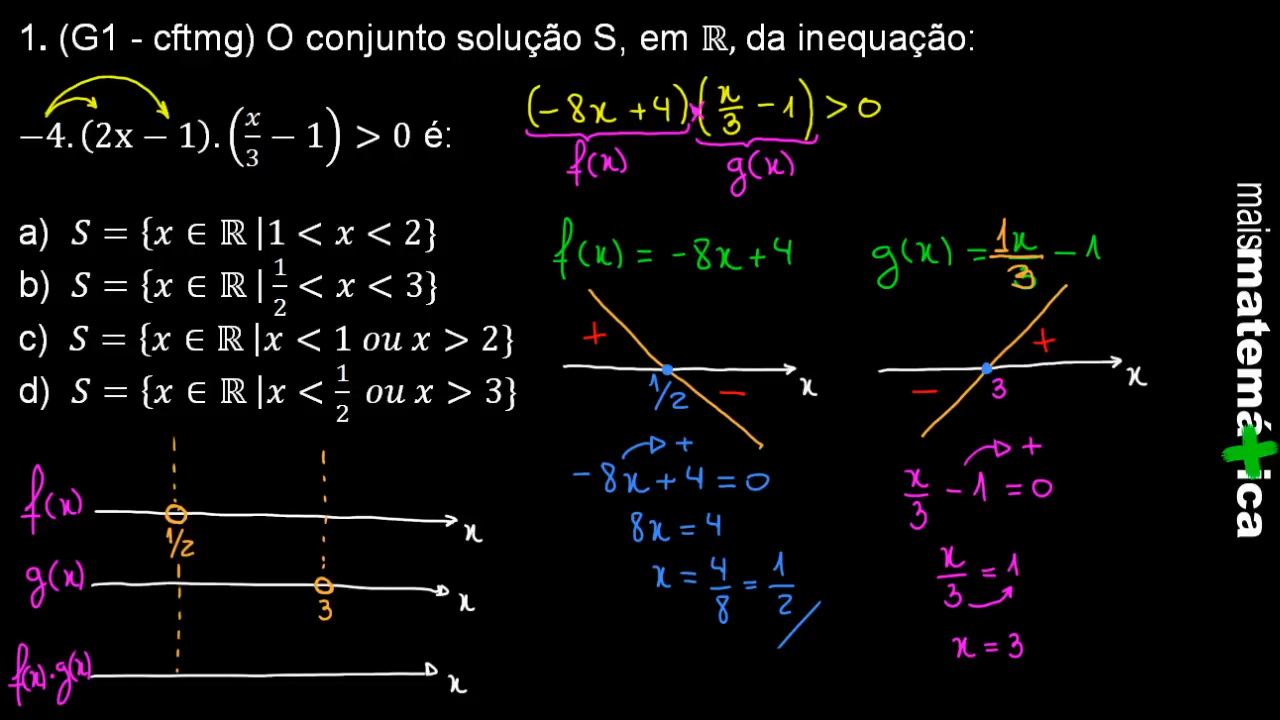 1. (G1 - cftmg) O conjunto solução S, em ℝ, da inequação:
−4.(2x − 1).(x/3 − 1) > 0 é:
(-8x + 4) x (x/3 - 1) > 0
f(x) g(x)
a) S = {x ∈ ℝ |1 < x < 2}
b) S = {x ∈ ℝ | 1/2 < x < 3}
c) S = {x ∈ ℝ |x < 1 ou x > 2}
d) S = {x ∈ ℝ |x < 1/2 ou x > 3}
f(x) = -8x + 4
+ 1/2 - x
-8x + 4 = 0 +
8x = 4
x = 4/8 = 1/2
g(x) = 1x/3 - 1
- 3 + x
x/3 - 1 = 0 +
x/3 = 1
x = 3
f(x) 1/2 x
g(x) 3 x
f(x).g(x) x
maismatemá+ica